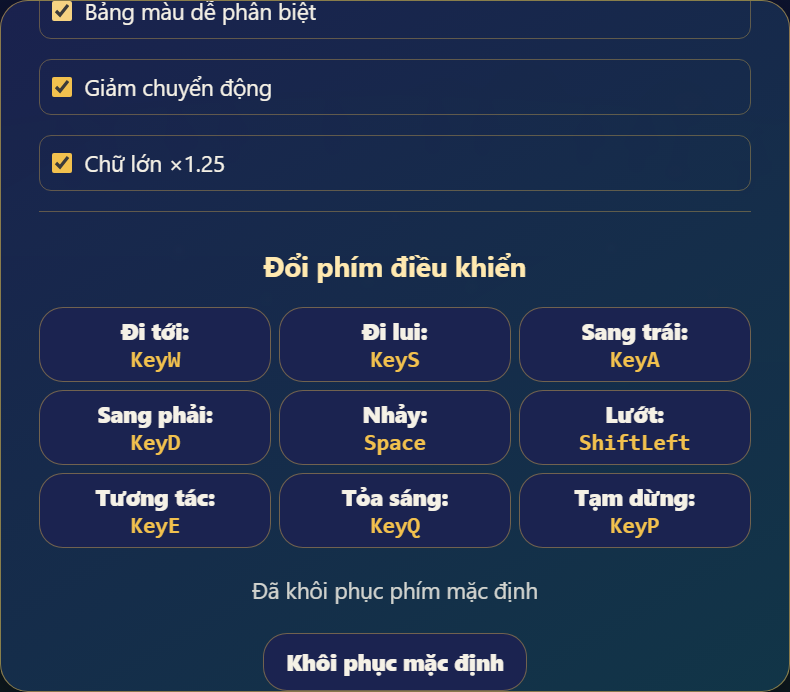 Bảng màu dễ phân biệt
Giảm chuyển động
Chữ lớn ×1.25
Đổi phím điều khiển
Đi tới:
KeyW
Đi lui:
KeyS
Sang trái:
KeyA
Sang phải:
KeyD
Nhảy:
Space
Lướt:
ShiftLeft
Tương tác:
KeyE
Tỏa sáng:
KeyQ
Tạm dừng:
KeyP
Đã khôi phục phím mặc định
Khôi phục mặc định